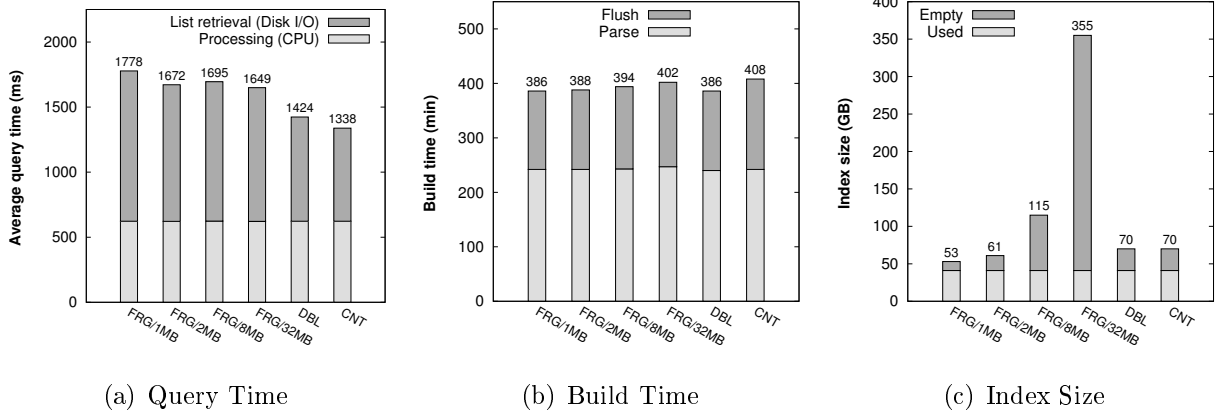 List retrieval (Disk I/O)
Processing (CPU)
Average query time (ms)
2000
1500
1000
500
0
1778
1672
1695
1649
1424
1338
FRG/1MB
FRG/2MB
FRG/8MB
FRG/32MB
DBL
CNT
(a) Query Time
Flush
Parse
Build time (min)
500
400
300
200
100
0
386
388
394
402
386
408
FRG/1MB
FRG/2MB
FRG/8MB
FRG/32MB
DBL
CNT
(b) Build Time
Empty
Used
Index size (GB)
400
350
300
250
200
150
100
50
0
53
61
115
355
70
70
FRG/1MB
FRG/2MB
FRG/8MB
FRG/32MB
DBL
CNT
(c) Index Size